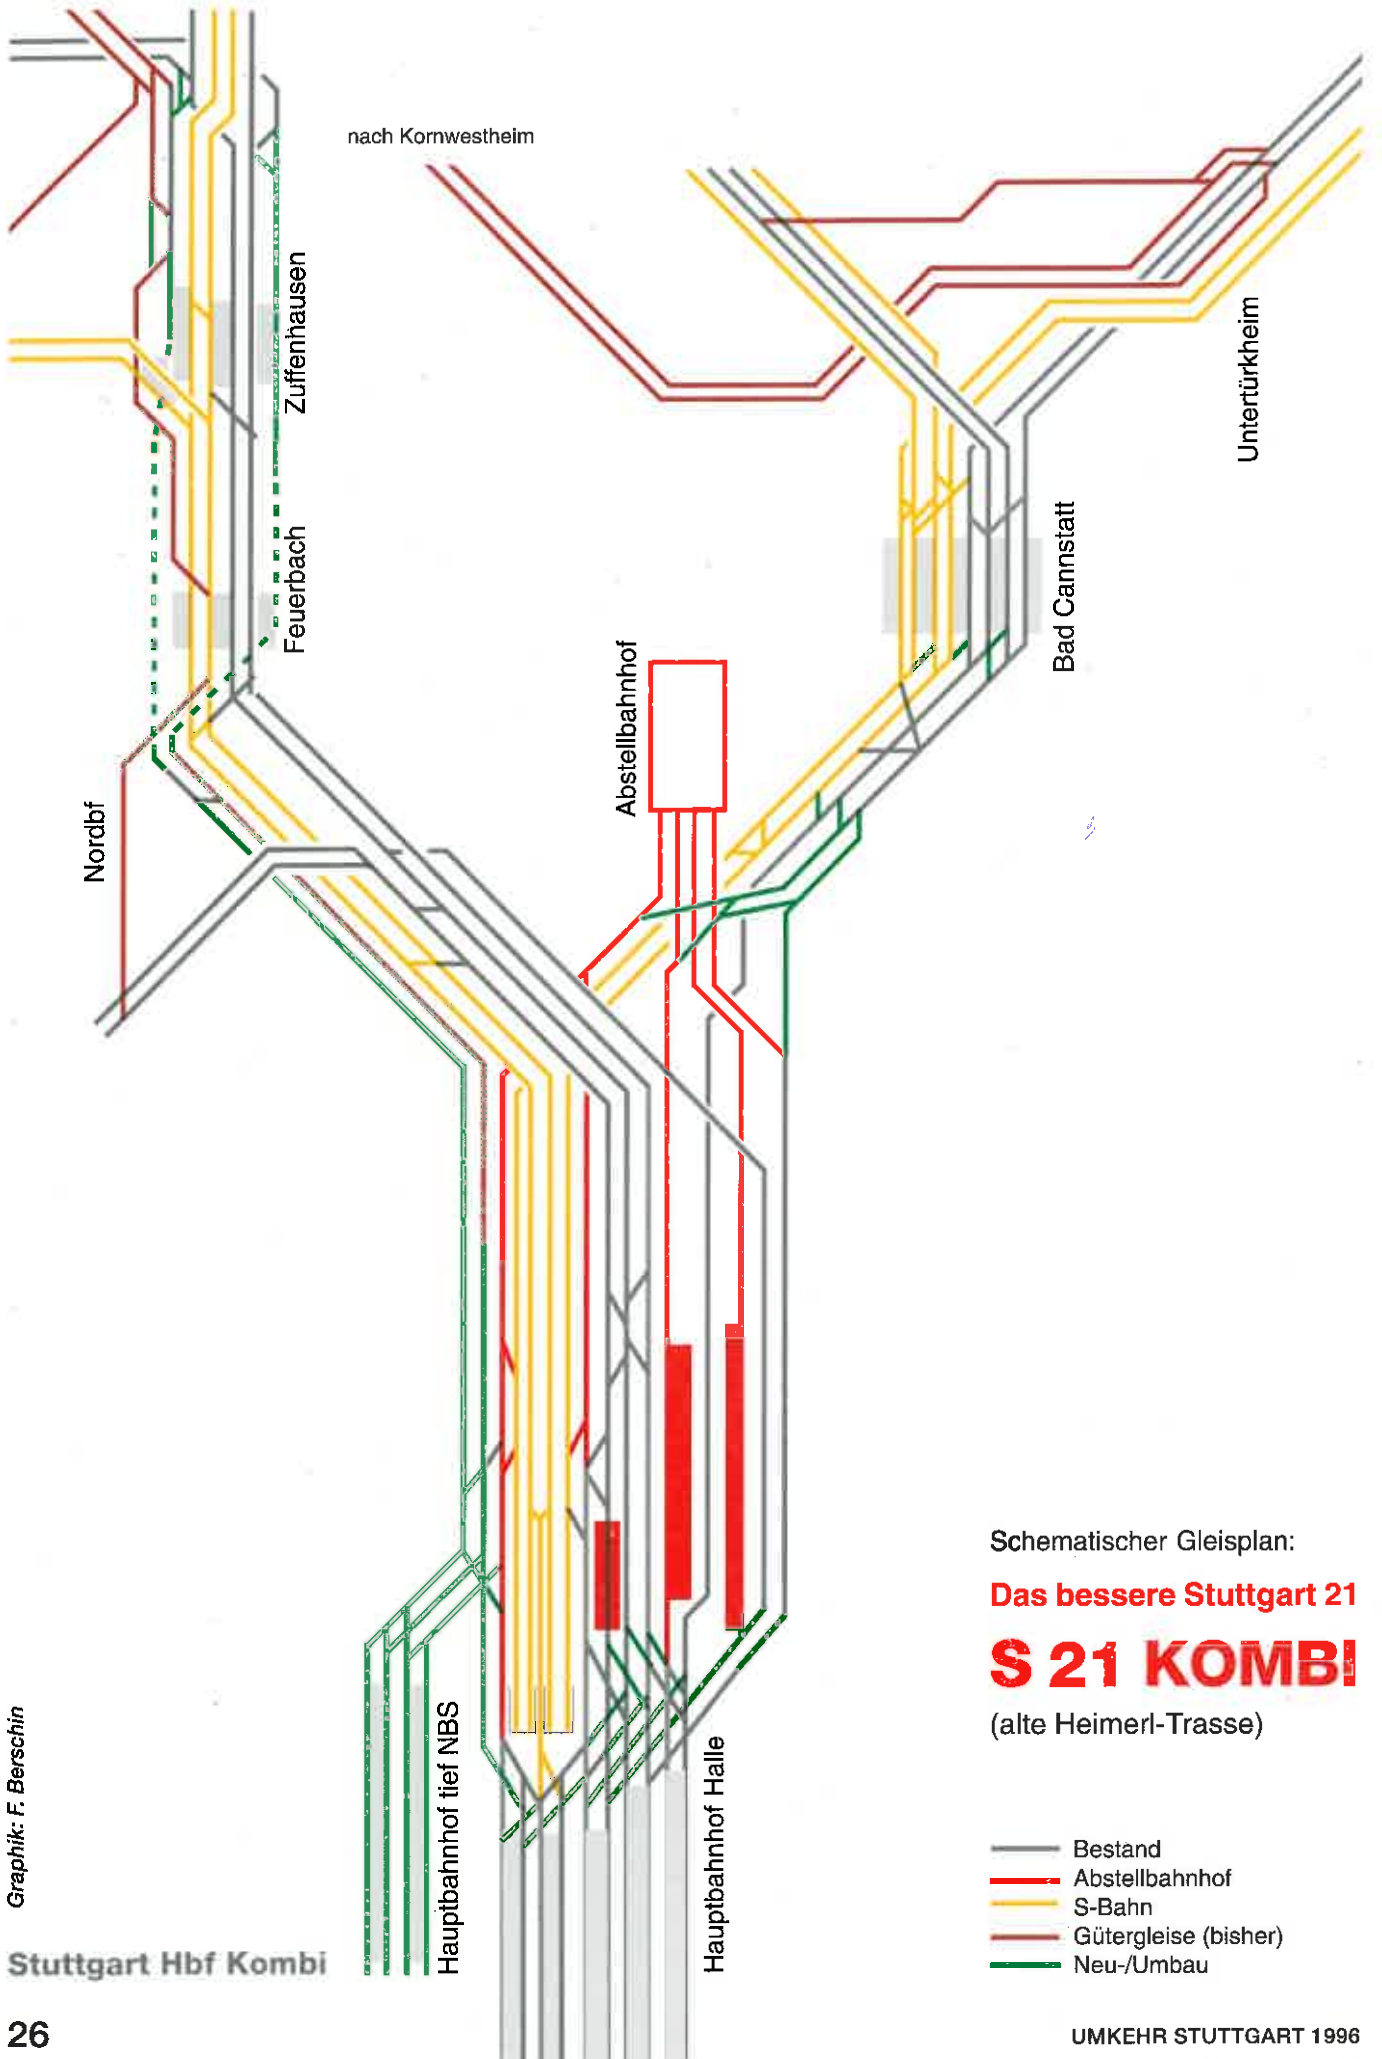 nach Kornwestheim
Zuffenhausen
Untertürkheim
Feuerbach
Bad Cannstatt
Abstellbahnhof
Nordbf
Schematischer Gleisplan:
Das bessere Stuttgart 21
S 21 KOMBI
(alte Heimerl-Trasse)
Hauptbahnhof tief NBS
Hauptbahnhof Halle
Graphik: F. Berschin
Bestand
Abstellbahnhof
S-Bahn
Gütergleise (bisher)
Neu-/Umbau
Stuttgart Hbf Kombi
26
UMKEHR STUTTGART 1996